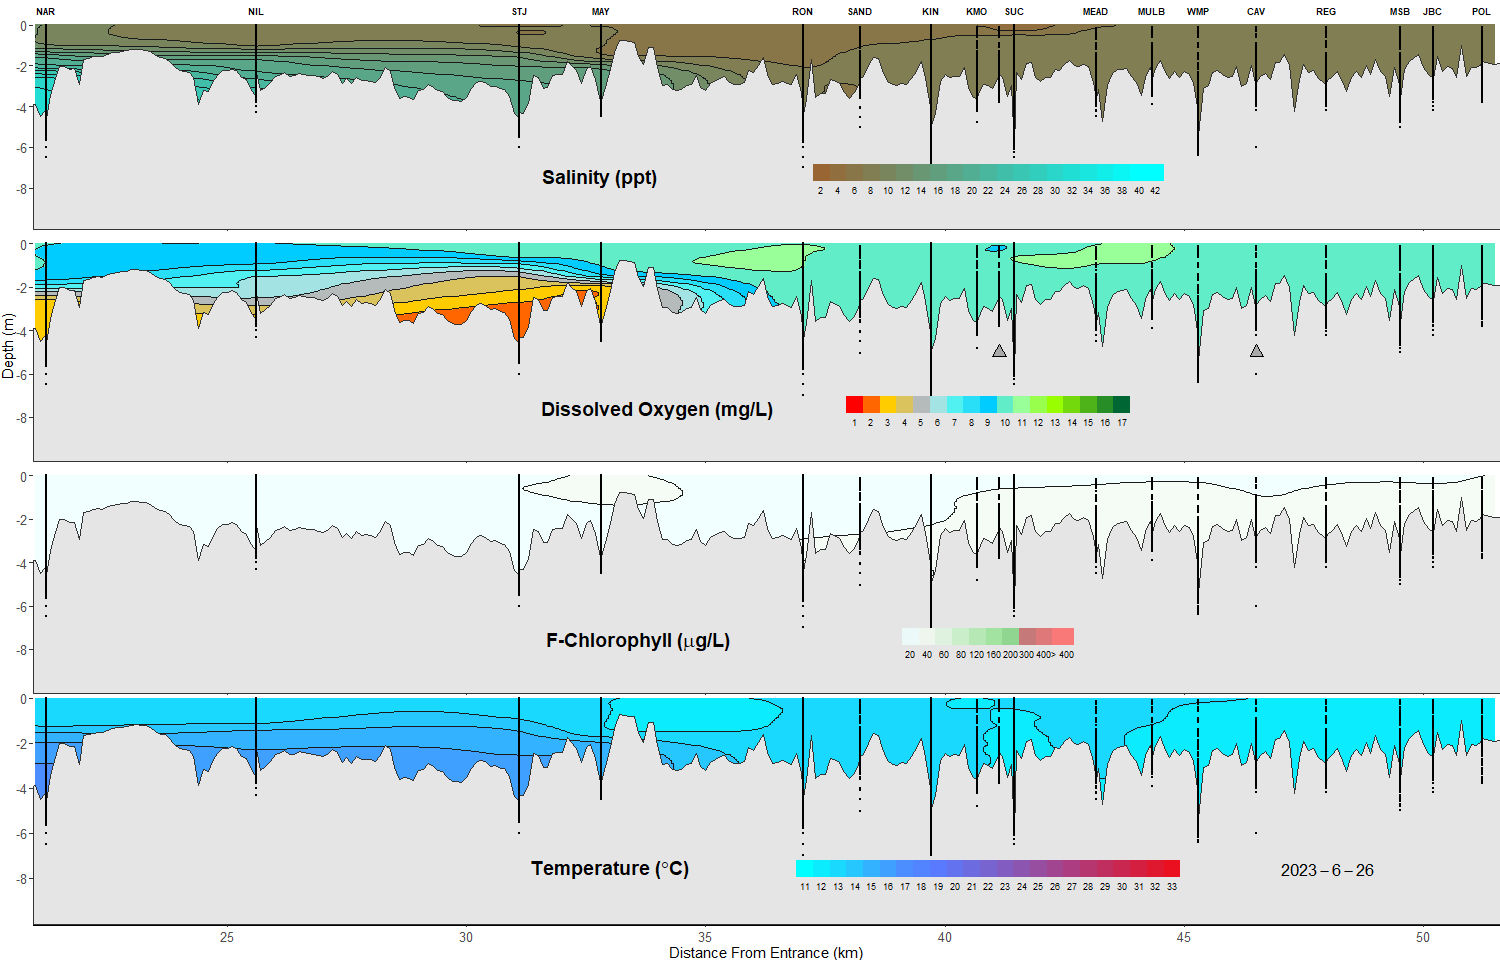 NAR NIL STJ MAY RON SAND KIN KMO SUC MEAD MULB WMP CAV REG MSB JBC POL
0
-2
-4
-6
-8
Salinity (ppt)
2 4 6 8 10 12 14 16 18 20 22 24 26 28 30 32 34 36 38 40 42
0
-2
-4
-6
-8
Depth (m)
Dissolved Oxygen (mg/L)
1 2 3 4 5 6 7 8 9 10 11 12 13 14 15 16 17
0
-2
-4
-6
-8
F-Chlorophyll (μg/L)
20 40 60 80 120 160 200 300 400> 400
0
-2
-4
-6
-8
Temperature (°C)
11 12 13 14 15 16 17 18 19 20 21 22 23 24 25 26 27 28 29 30 31 32 33
2023 – 6 – 26
25 30 35 40 45 50
Distance From Entrance (km)